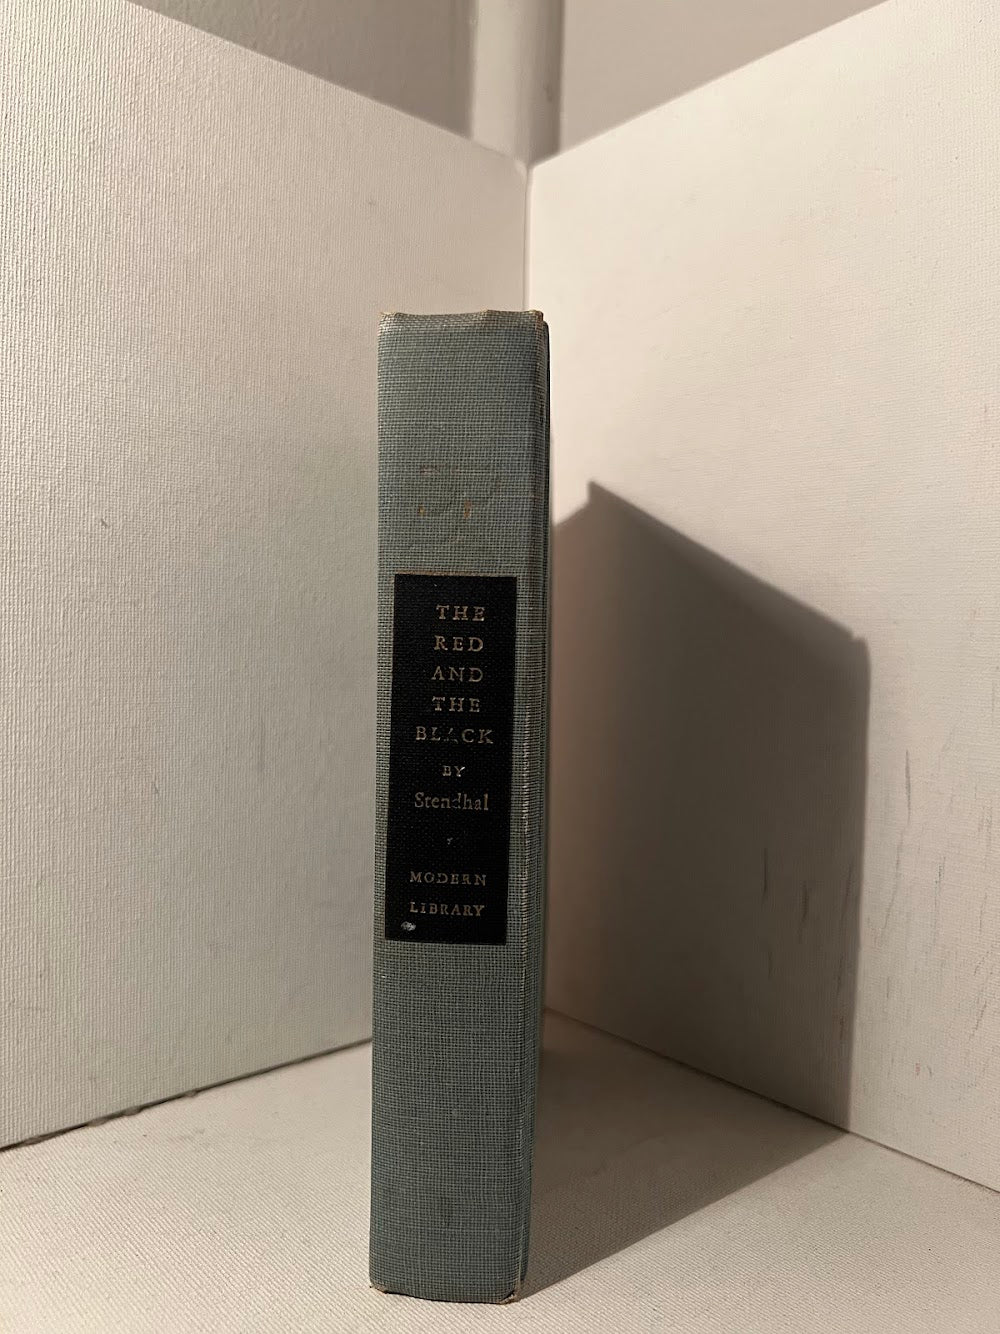 THE
RED
AND
THE
BLACK
BY
Stendhal
MODERN
LIBRARY